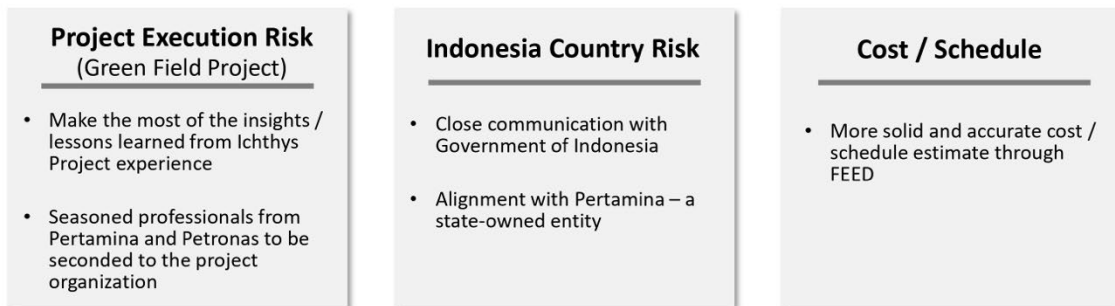 Project Execution Risk
(Green Field Project)
• Make the most of the insights /
lessons learned from Ichthys
Project experience
• Seasoned professionals from
Pertamina and Petronas to be
seconded to the project
organization
Indonesia Country Risk
• Close communication with
Government of Indonesia
• Alignment with Pertamina – a
state-owned entity
Cost / Schedule
• More solid and accurate cost /
schedule estimate through
FEED